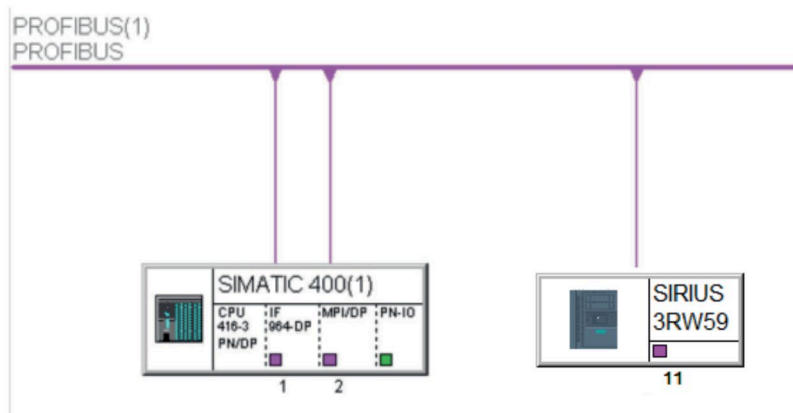 PROFIBUS(1)
PROFIBUS
SIMATIC 400(1)
CPU 416-3 PN/DP
IF 964-DP
MPI/DP
PN-IO
1
2
SIRIUS
3RW59
11